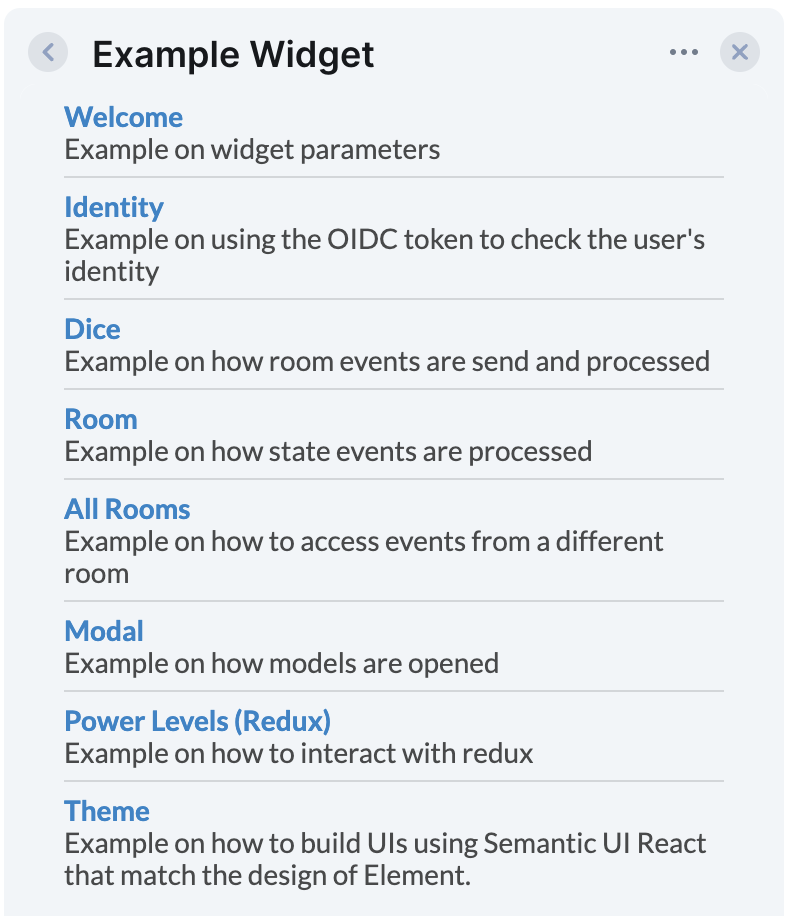 Example Widget
Welcome
Example on widget parameters
Identity
Example on using the OIDC token to check the user's
identity
Dice
Example on how room events are send and processed
Room
Example on how state events are processed
All Rooms
Example on how to access events from a different
room
Modal
Example on how models are opened
Power Levels (Redux)
Example on how to interact with redux
Theme
Example on how to build UIs using Semantic UI React
that match the design of Element.